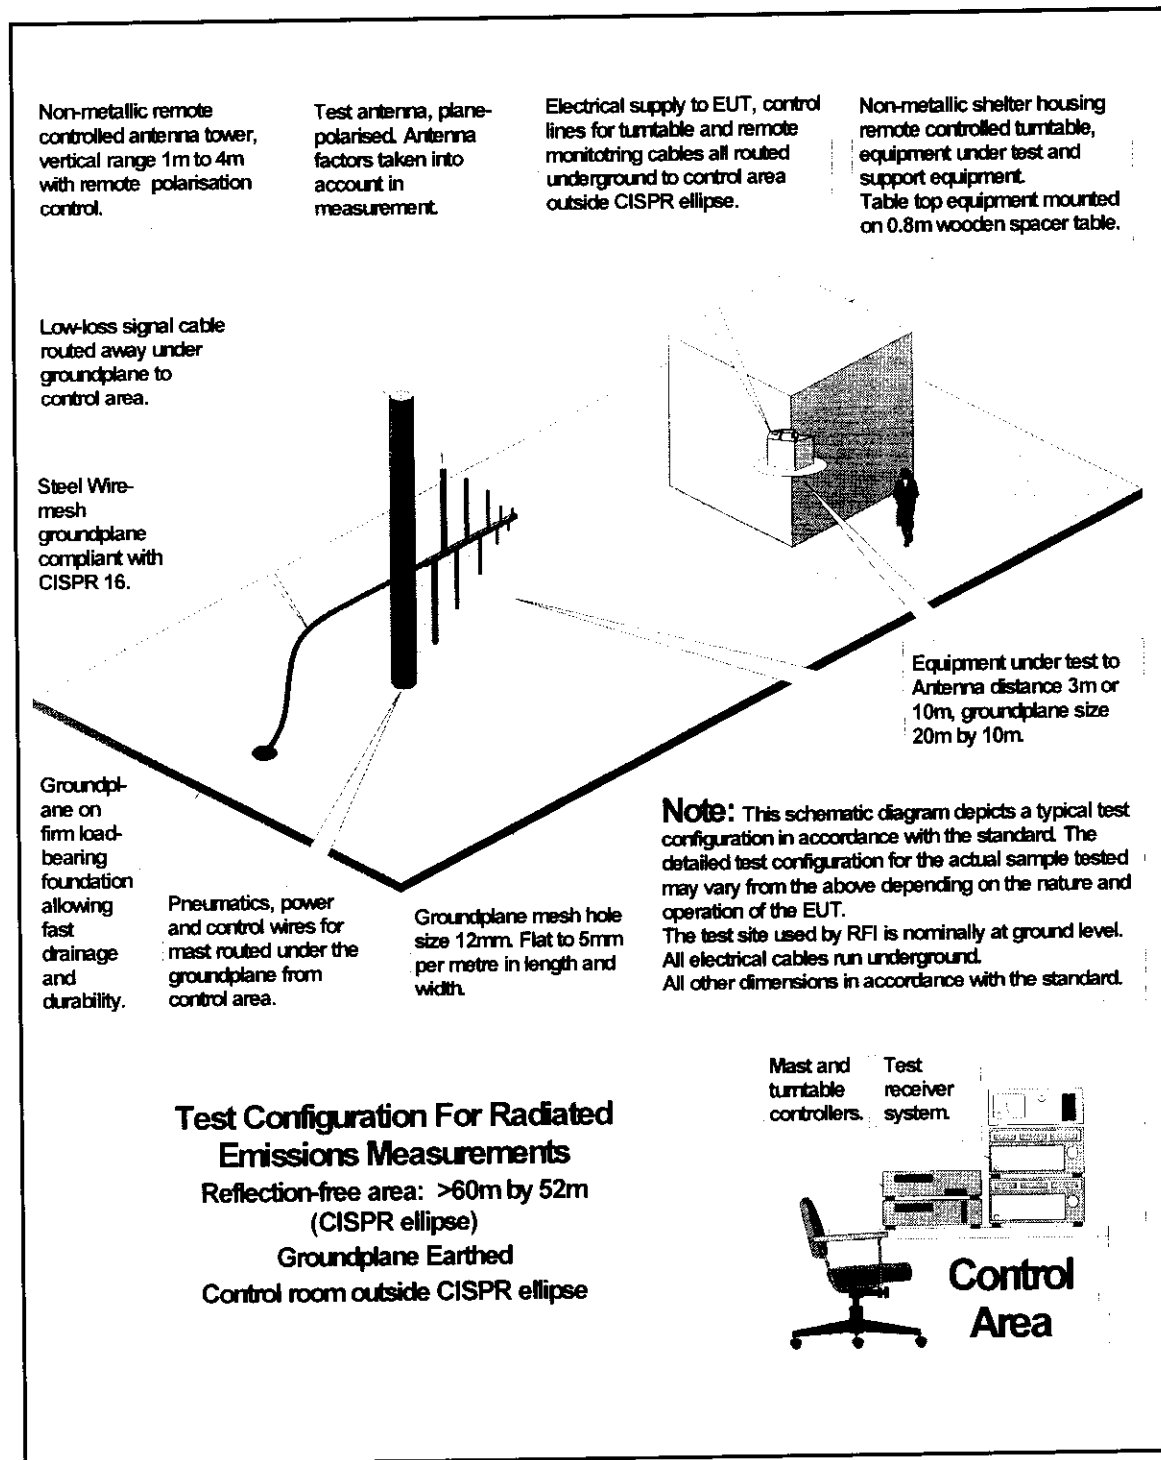 Non-metallic remote
controlled antenna tower,
vertical range 1m to 4m
with remote polarisation
control.
Test antenna, plane-
polarised. Antenna
factors taken into
account in
measurement.
Electrical supply to EUT, control
lines for turntable and remote
monitotring cables all routed
underground to control area
outside CISPR ellipse.
Non-metallic shelter housing
remote controlled turntable,
equipment under test and
support equipment.
Table top equipment mounted
on 0.8m wooden spacer table.
Low-loss signal cable
routed away under
groundplane to
control area.
Steel Wire-
mesh
groundplane
compliant with
CISPR 16.
Equipment under test to
Antenna distance 3m or
10m, groundplane size
20m by 10m.
Groundpl-
ane on
firm load-
bearing
foundation
allowing
fast
drainage
and
durability.
Pneumatics, power
and control wires for
mast routed under the
groundplane from
control area.
Groundplane mesh hole
size 12mm. Flat to 5mm
per metre in length and
width.
Note: This schematic diagram depicts a typical test
configuration in accordance with the standard. The
detailed test configuration for the actual sample tested
may vary from the above depending on the nature and
operation of the EUT.
The test site used by RFI is nominally at ground level.
All electrical cables run underground.
All other dimensions in accordance with the standard.
Mast and
turntable
controllers.
Test
receiver
system.
Test Configuration For Radiated
Emissions Measurements
Reflection-free area: >60m by 52m
(CISPR ellipse)
Groundplane Earthed
Control room outside CISPR ellipse
Control
Area